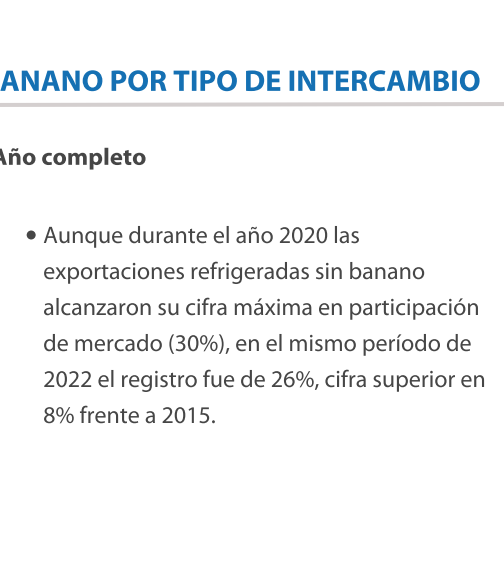 ANANO POR TIPO DE INTERCAMBIO
Año completo
• Aunque durante el año 2020 las
exportaciones refrigeradas sin banano
alcanzaron su cifra máxima en participación
de mercado (30%), en el mismo período de
2022 el registro fue de 26%, cifra superior en
8% frente a 2015.